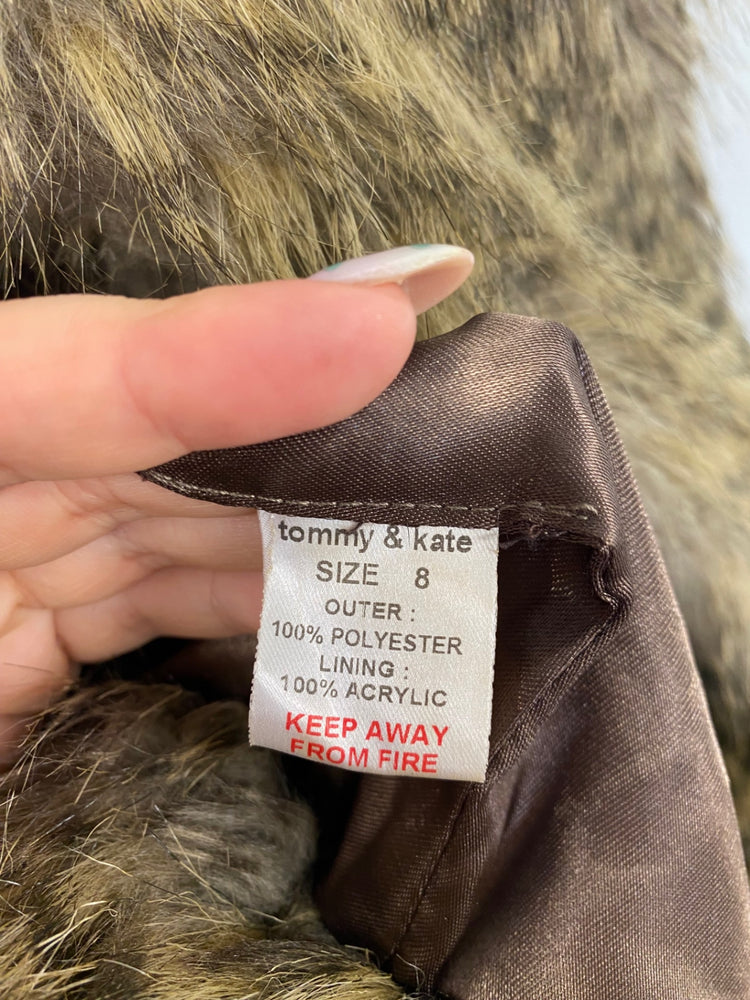 tommy & kate
SIZE 8
OUTER :
100% POLYESTER
LINING :
100% ACRYLIC
KEEP AWAY
FROM FIRE